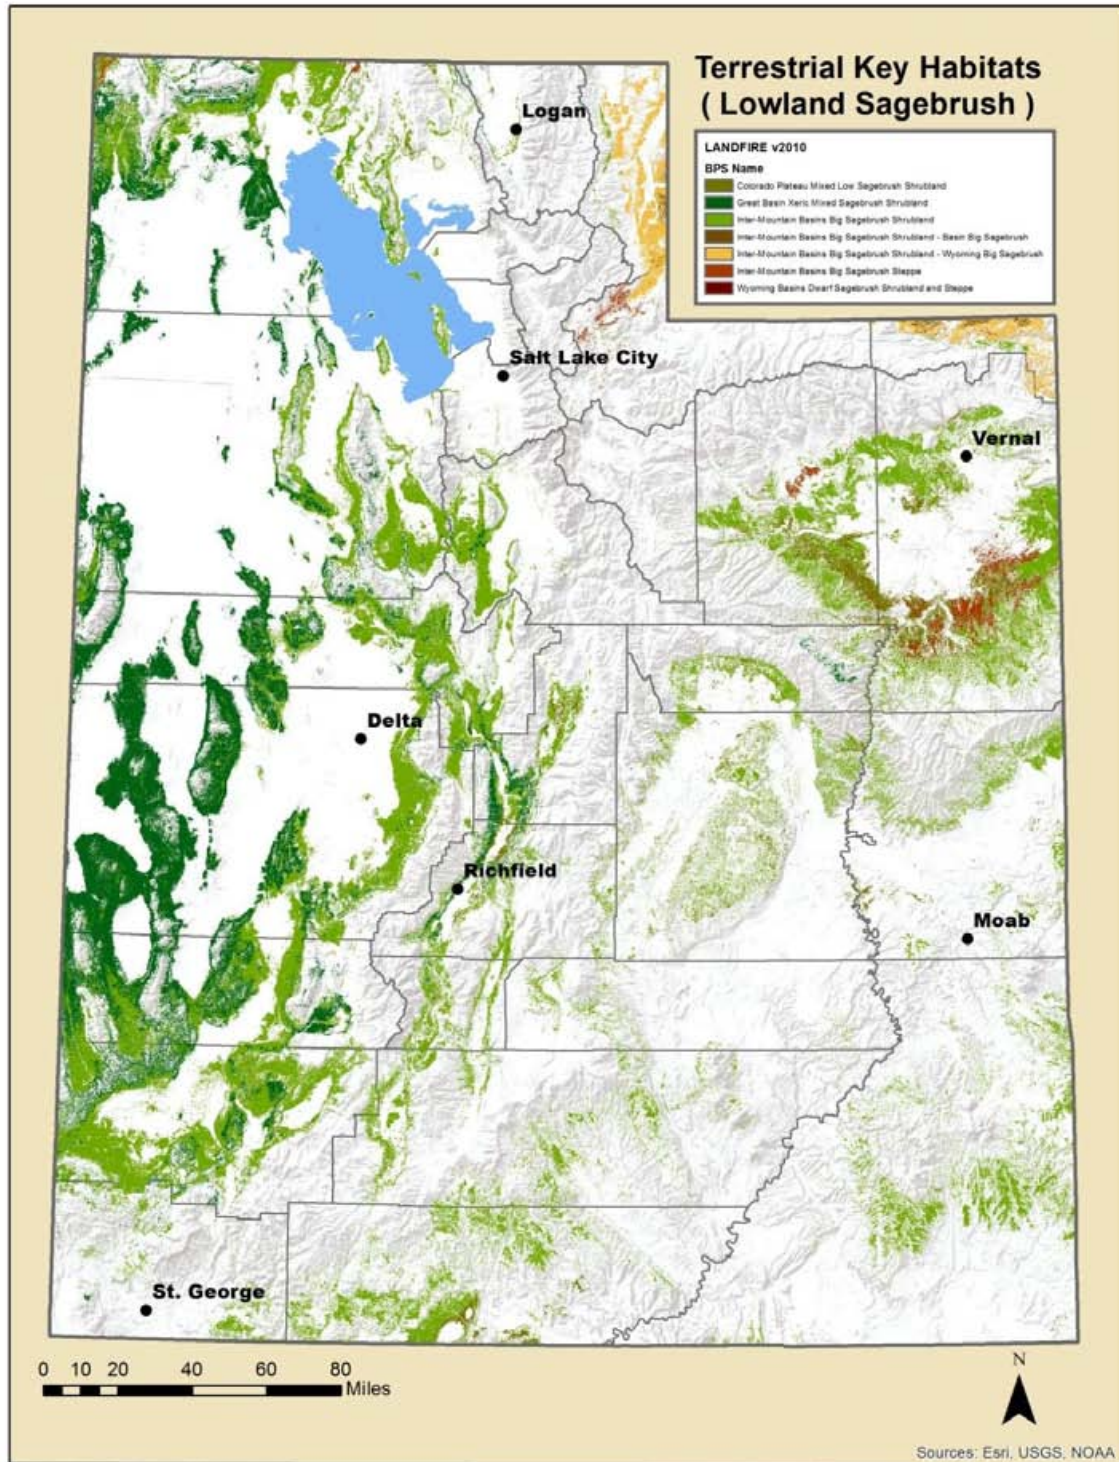 Terrestrial Key Habitats
( Lowland Sagebrush )
LANDFIRE v2010
BPS Name
Colorado Plateau Mixed Low Sagebrush Shrubland
Great Basin Xeric Mixed Sagebrush Shrubland
Inter-Mountain Basins Big Sagebrush Shrubland
Inter-Mountain Basins Big Sagebrush Shrubland - Basin Big Sagebrush
Inter-Mountain Basins Big Sagebrush Shrubland - Wyoming Big Sagebrush
Inter-Mountain Basins Big Sagebrush Steppe
Wyoming Basins Dwarf Sagebrush Shrubland and Steppe
Logan
Salt Lake City
Vernal
Delta
Richfield
Moab
St. George
0 10 20 40 60 80
Miles
N
Sources: Esri, USGS, NOAA